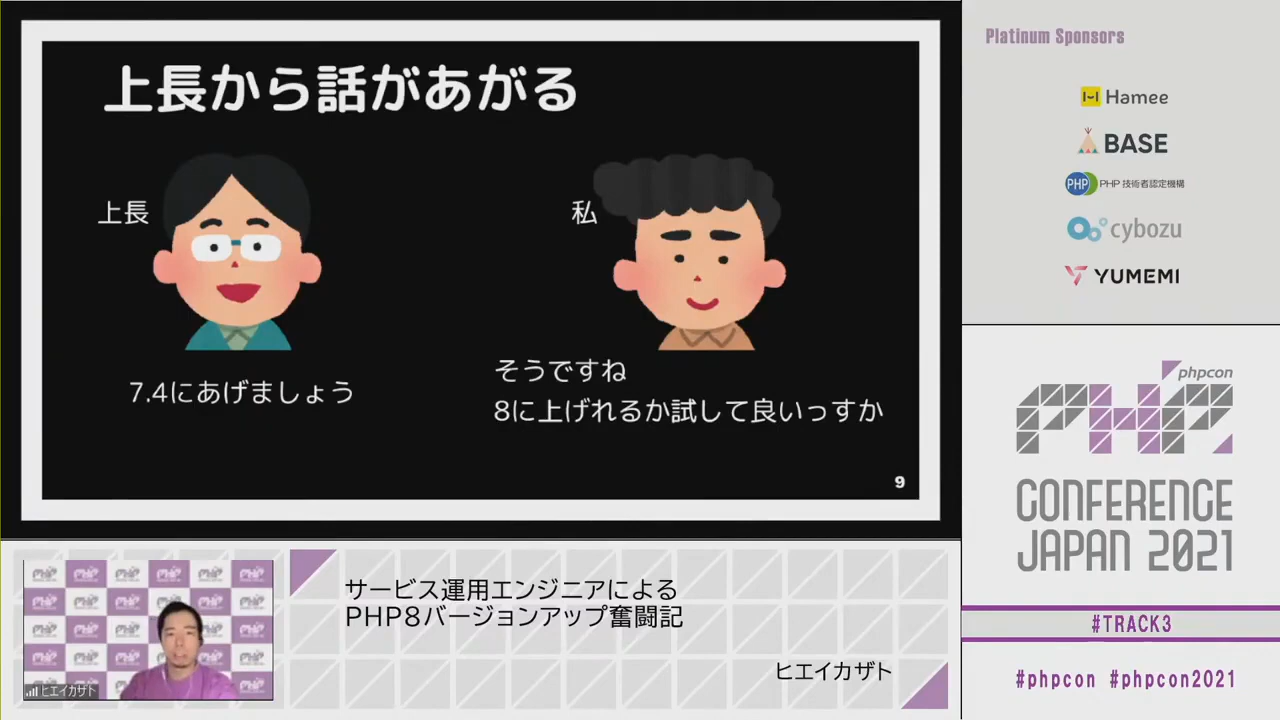 上長から話があがる
上長
私
7.4にあげましょう
そうですね
8に上げれるか試して良いっすか
9
Platinum Sponsors
Hamee
BASE
PHP PHP 技術者認定機構
cybozu
YUMEMI
phpcon
PHP
CONFERENCE
JAPAN 2021
#TRACK3
#phpcon #phpcon2021
サービス運用エンジニアによる
PHP8バージョンアップ奮闘記
ヒエイカザト
ヒエイカザト